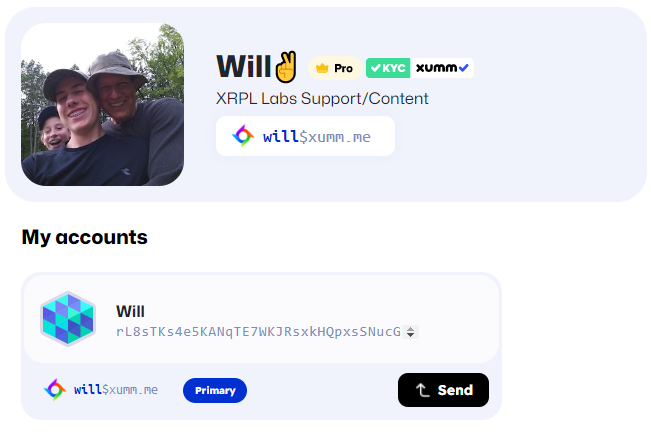 Will✌️ Pro KYC xumm
XRPL Labs Support/Content
will$xumm.me
My accounts
Will
rL8sTKs4e5KANqTE7WKJRsxkHQpxsSNucG
will$xumm.me Primary Send